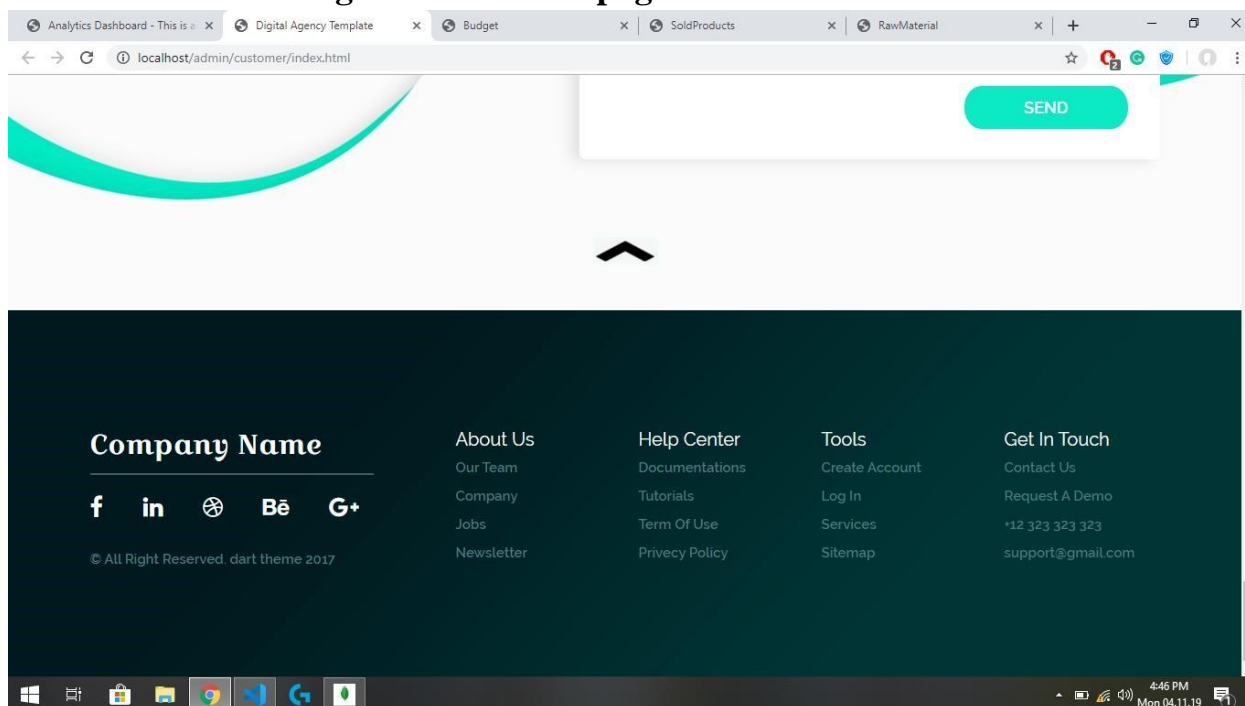 Analytics Dashboard - This is a
Digital Agency Template
Budget
SoldProducts
RawMaterial
localhost/admin/customer/index.html
2
SEND
Company Name
f in Bē G+
© All Right Reserved. dart theme 2017
About Us
Our Team
Company
Jobs
Newsletter
Help Center
Documentations
Tutorials
Term Of Use
Privecy Policy
Tools
Create Account
Log In
Services
Sitemap
Get In Touch
Contact Us
Request A Demo
+12 323 323 323
support@gmail.com
4:46 PM
Mon 04.11.19
1